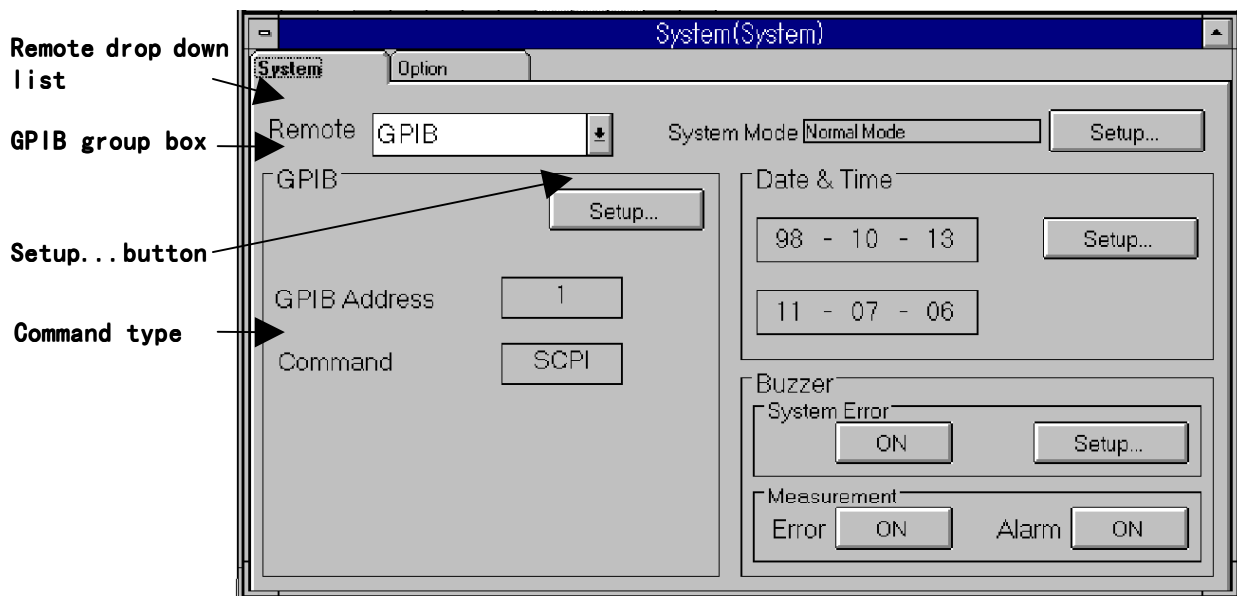 Remote drop down
list
GPIB group box
Setup...button
Command type
System(System)
System
Option
Remote
GPIB
System Mode
Normal Mode
Setup...
GPIB
Setup...
GPIB Address
1
Command
SCPI
Date & Time
98 - 10 - 13
Setup...
11 - 07 - 06
Buzzer
System Error
ON
Setup...
Measurement
Error
ON
Alarm
ON